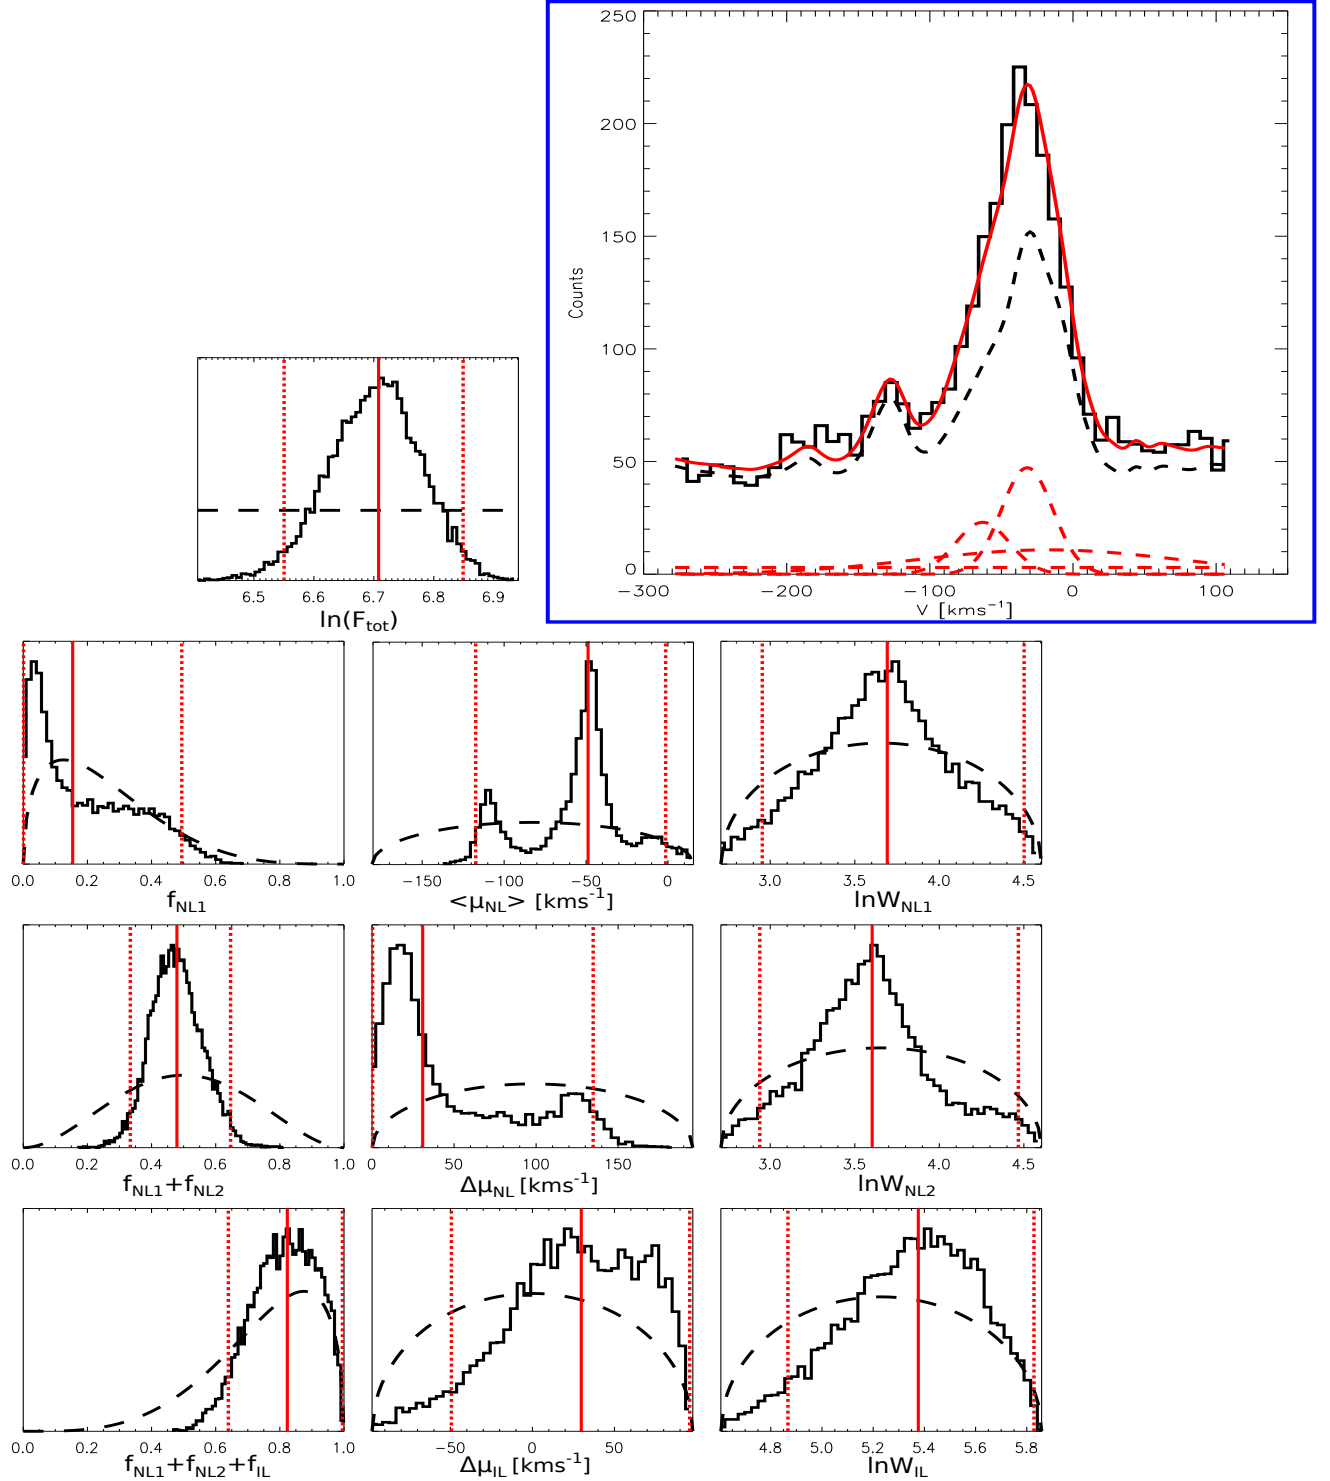 250
200
150
100
50
0
Counts
−300 −200 −100 0 100
V [kms⁻¹]
6.5 6.6 6.7 6.8 6.9
ln(F_tot)
0.0 0.2 0.4 0.6 0.8 1.0
f_NL1
−150 −100 −50 0
<μ_NL> [kms⁻¹]
3.0 3.5 4.0 4.5
lnW_NL1
0.0 0.2 0.4 0.6 0.8 1.0
f_NL1+f_NL2
0 50 100 150
Δμ_NL [kms⁻¹]
3.0 3.5 4.0 4.5
lnW_NL2
0.0 0.2 0.4 0.6 0.8 1.0
f_NL1+f_NL2+f_IL
−50 0 50
Δμ_IL [kms⁻¹]
4.8 5.0 5.2 5.4 5.6 5.8
lnW_IL